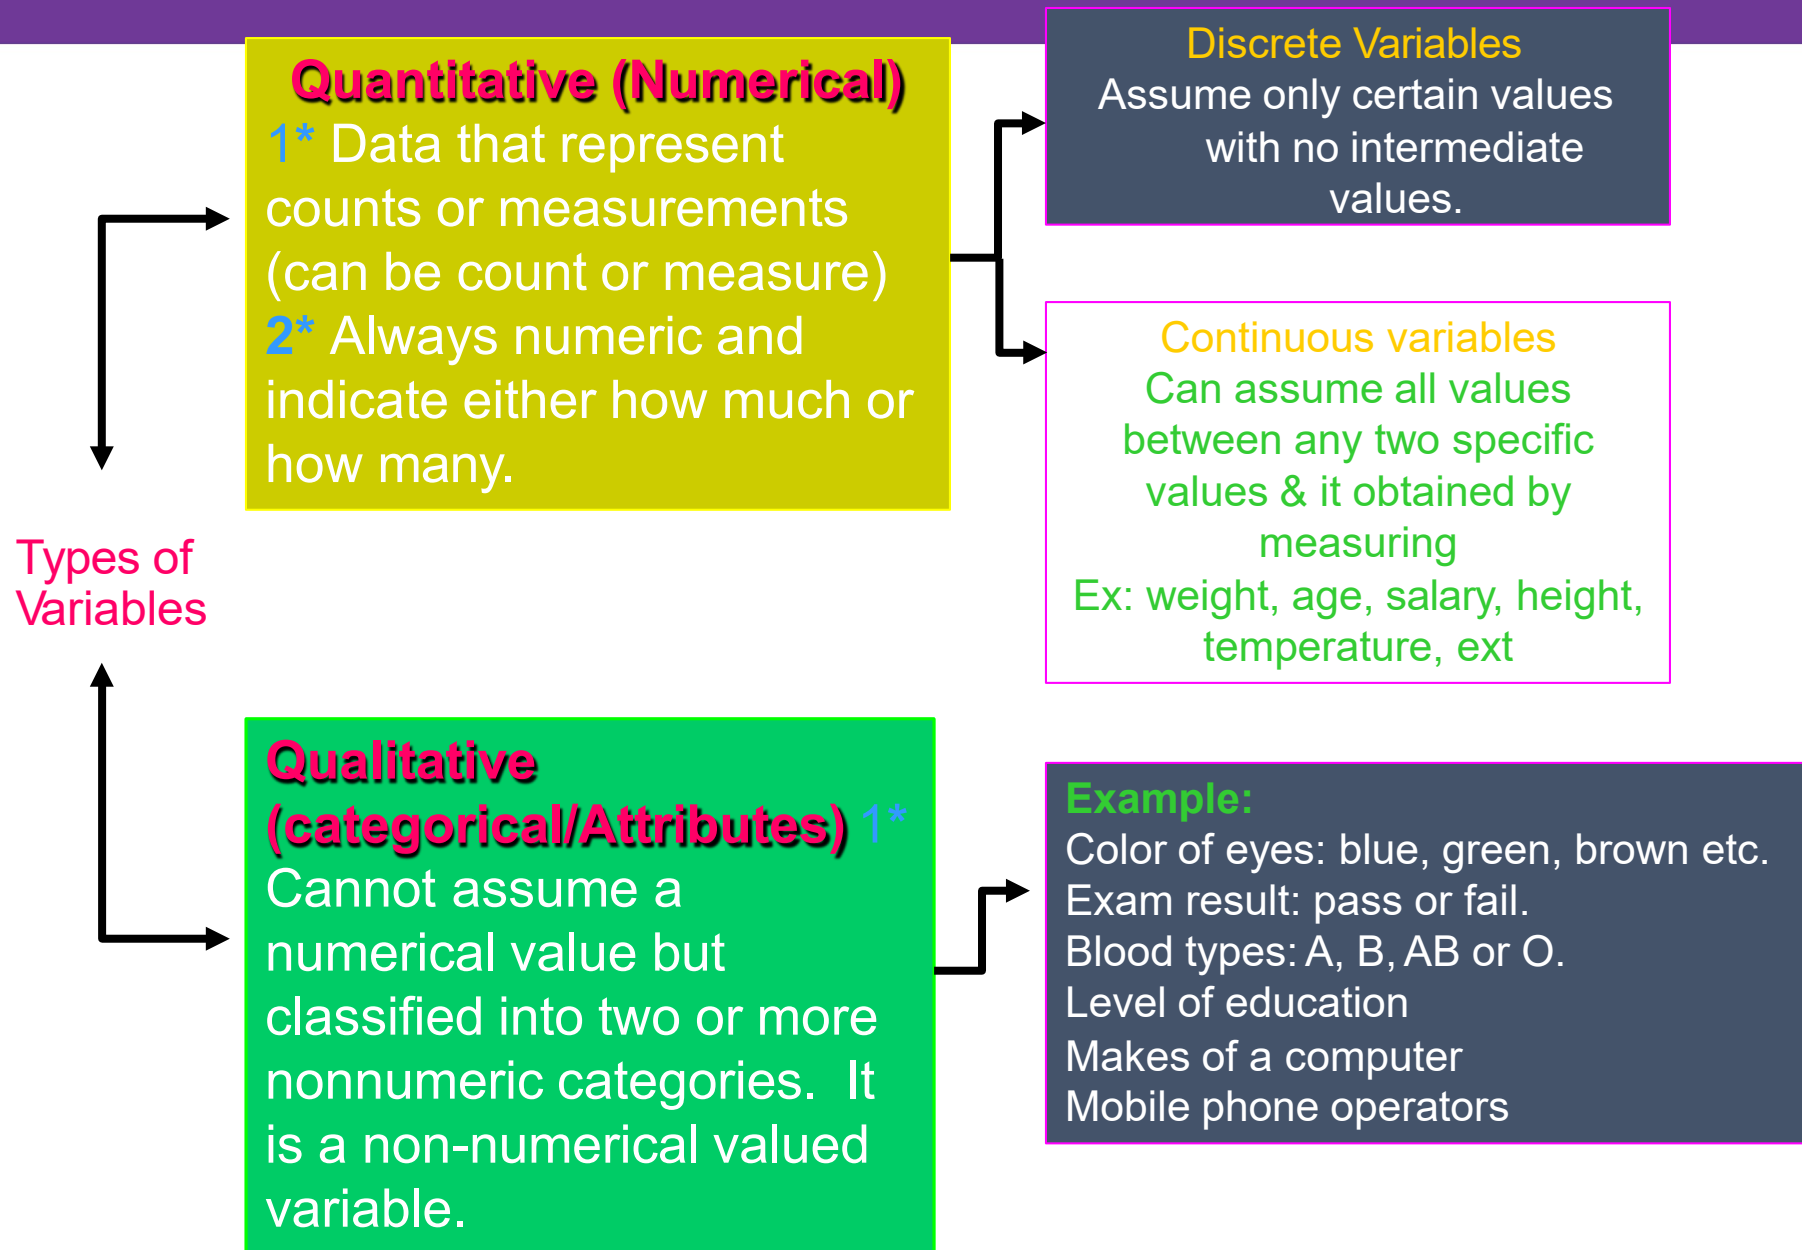 Types of
Variables
Quantitative (Numerical)
1* Data that represent
counts or measurements
(can be count or measure)
2* Always numeric and
indicate either how much or
how many.
Discrete Variables
Assume only certain values
with no intermediate
values.
Continuous variables
Can assume all values
between any two specific
values & it obtained by
measuring
Ex: weight, age, salary, height,
temperature, ext
Qualitative
(categorical/Attributes) 1*
Cannot assume a
numerical value but
classified into two or more
nonnumeric categories. It
is a non-numerical valued
variable.
Example:
Color of eyes: blue, green, brown etc.
Exam result: pass or fail.
Blood types: A, B, AB or O.
Level of education
Makes of a computer
Mobile phone operators